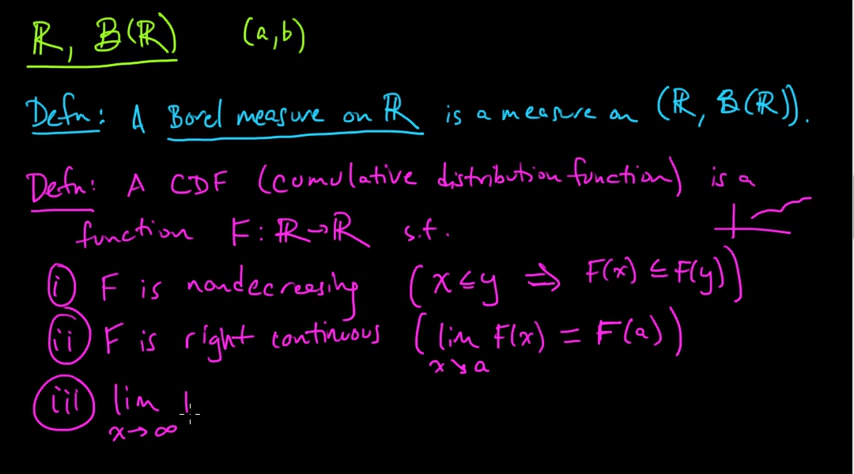 ℝ, B(ℝ) (a,b)
Defn: A Borel measure on ℝ is a measure on (ℝ, B(ℝ)).
Defn: A CDF (cumulative distribution function) is a
function F: ℝ→ℝ s.t.
i) F is nondecreasing (x ≤ y ⇒ F(x) ≤ F(y))
ii) F is right continuous (lim F(x) = F(a))
x↘a
iii) lim
x→∞